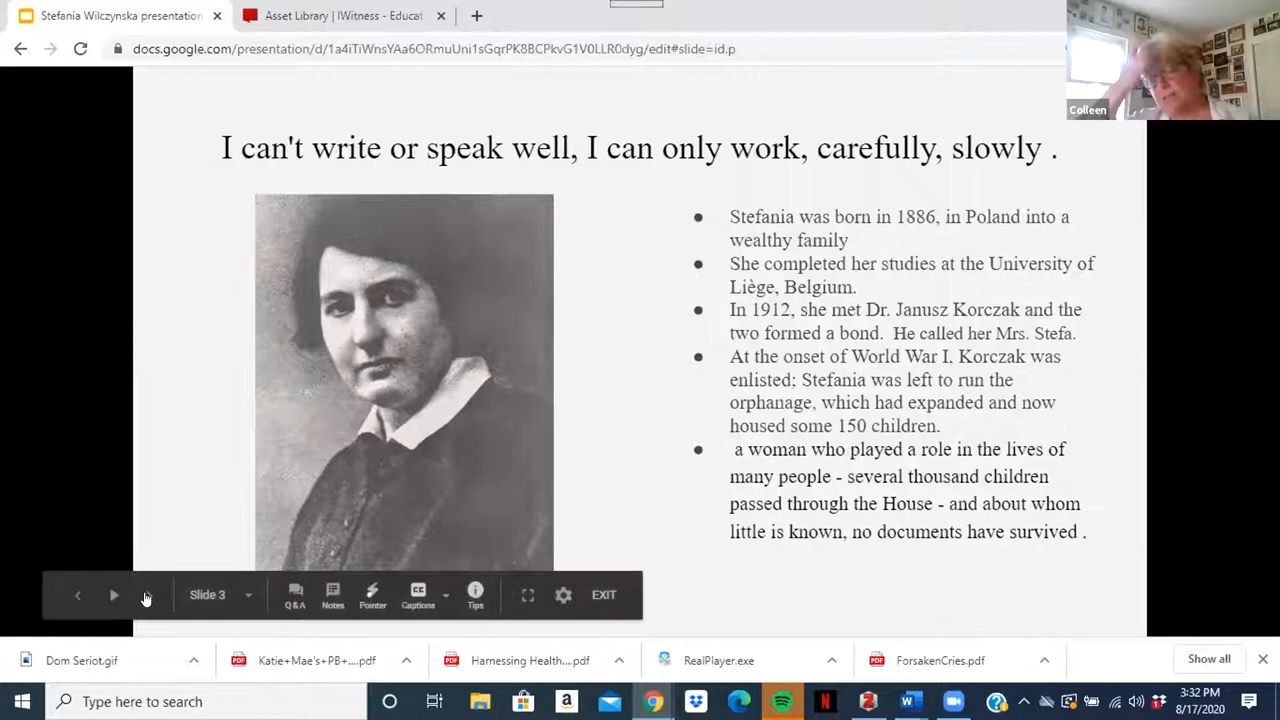 Stefania Wilczynska presentation
Asset Library | IWitness - Educat
docs.google.com/presentation/d/1a4iTiWnsYAa6ORmuUni1sGqrPK8BCPkvG1V0LLR0dyg/edit#slide=id.p
Colleen
I can't write or speak well, I can only work, carefully, slowly .
Stefania was born in 1886, in Poland into a
wealthy family
She completed her studies at the University of
Liège, Belgium.
In 1912, she met Dr. Janusz Korczak and the
two formed a bond. He called her Mrs. Stefa.
At the onset of World War I, Korczak was
enlisted; Stefania was left to run the
orphanage, which had expanded and now
housed some 150 children.
a woman who played a role in the lives of
many people - several thousand children
passed through the House - and about whom
little is known, no documents have survived .
Slide 3
Q&A
Notes
Pointer
CC
Captions
Tips
EXIT
Dom Seriot.gif
PDF
Katie+Mae's+PB+....pdf
PDF
Harnessing Health....pdf
RealPlayer.exe
PDF
ForsakenCries.pdf
Show all
Type here to search
3:32 PM
8/17/2020